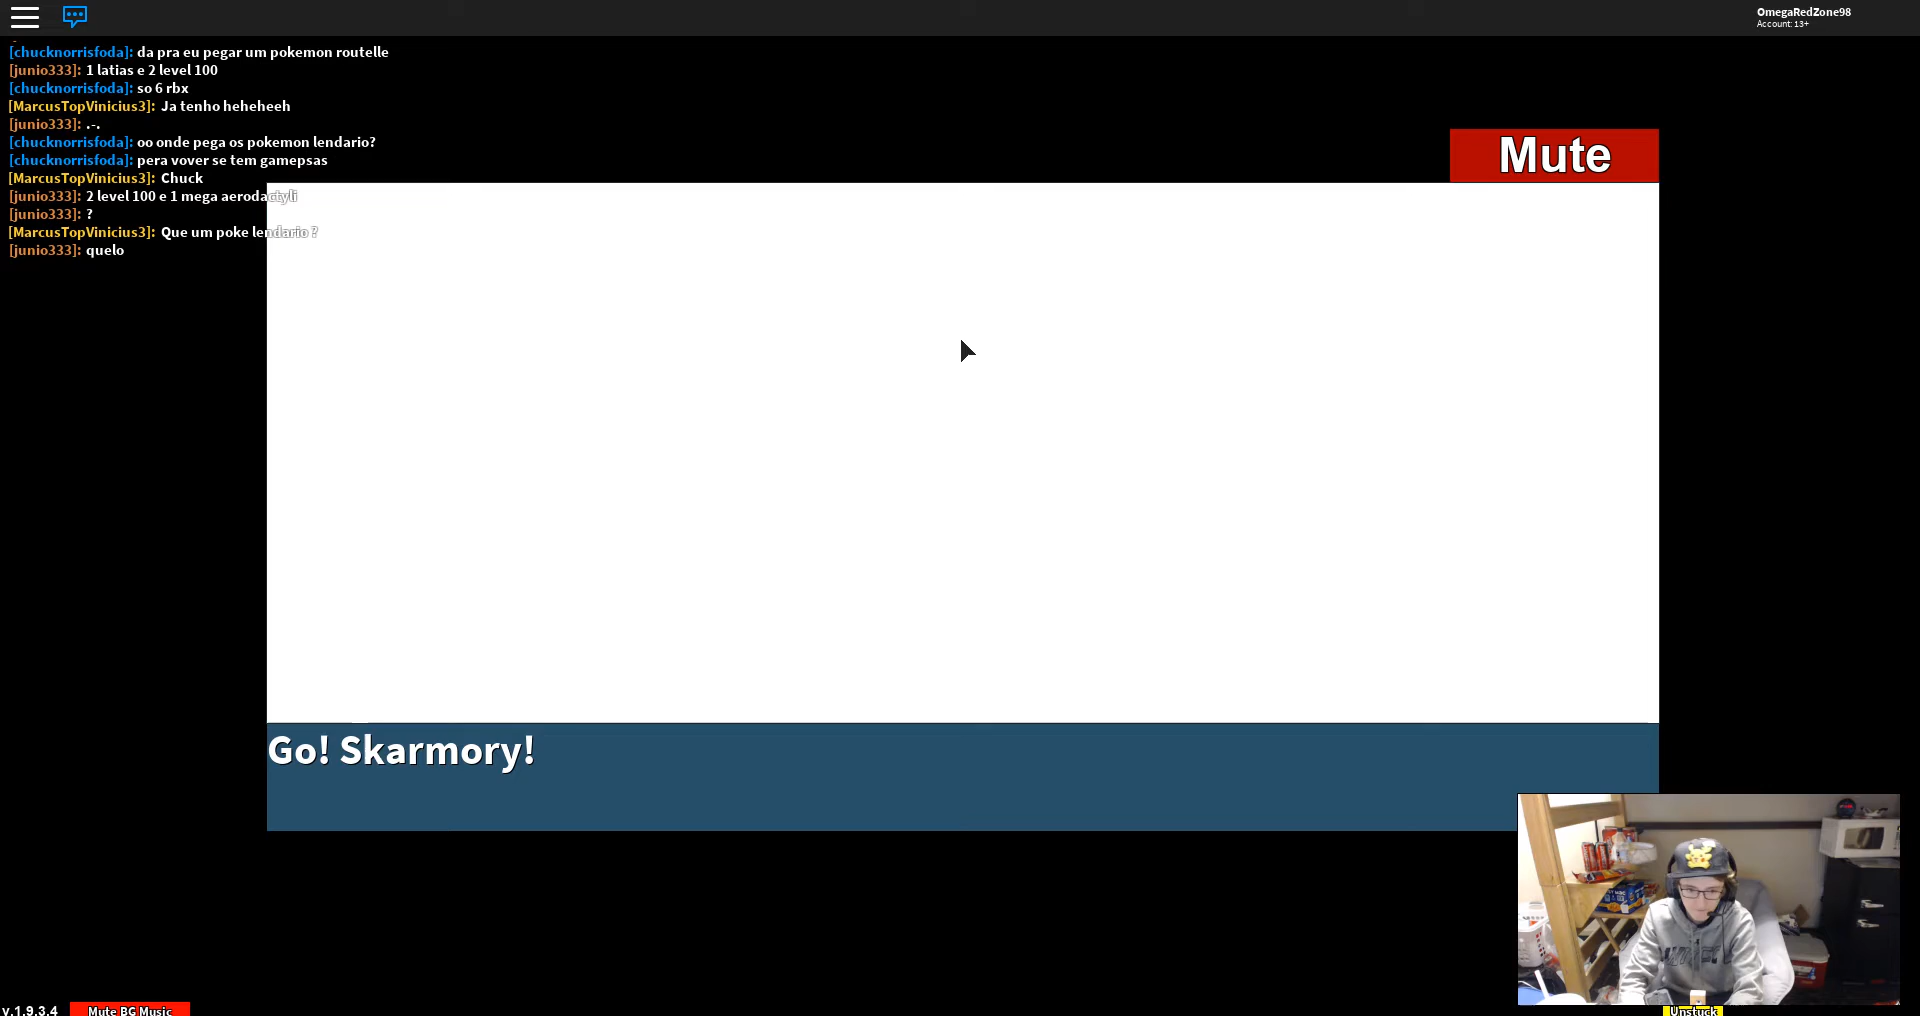 OmegaRedZone98
Account: 13+
[chucknorrisfoda]: da pra eu pegar um pokemon routelle
[junio333]: 1 latias e 2 level 100
[chucknorrisfoda]: so 6 rbx
[MarcusTopVinicius3]: Ja tenho heheheeh
[junio333]: .-.
[chucknorrisfoda]: oo onde pega os pokemon lendario?
[chucknorrisfoda]: pera vover se tem gamepsas
[MarcusTopVinicius3]: Chuck
[junio333]: 2 level 100 e 1 mega aerodactyli
[junio333]: ?
[MarcusTopVinicius3]: Que um poke lendario ?
[junio333]: quelo
Mute
Go! Skarmory!
v.1.9.3.4
Mute BG Music
Unstuck